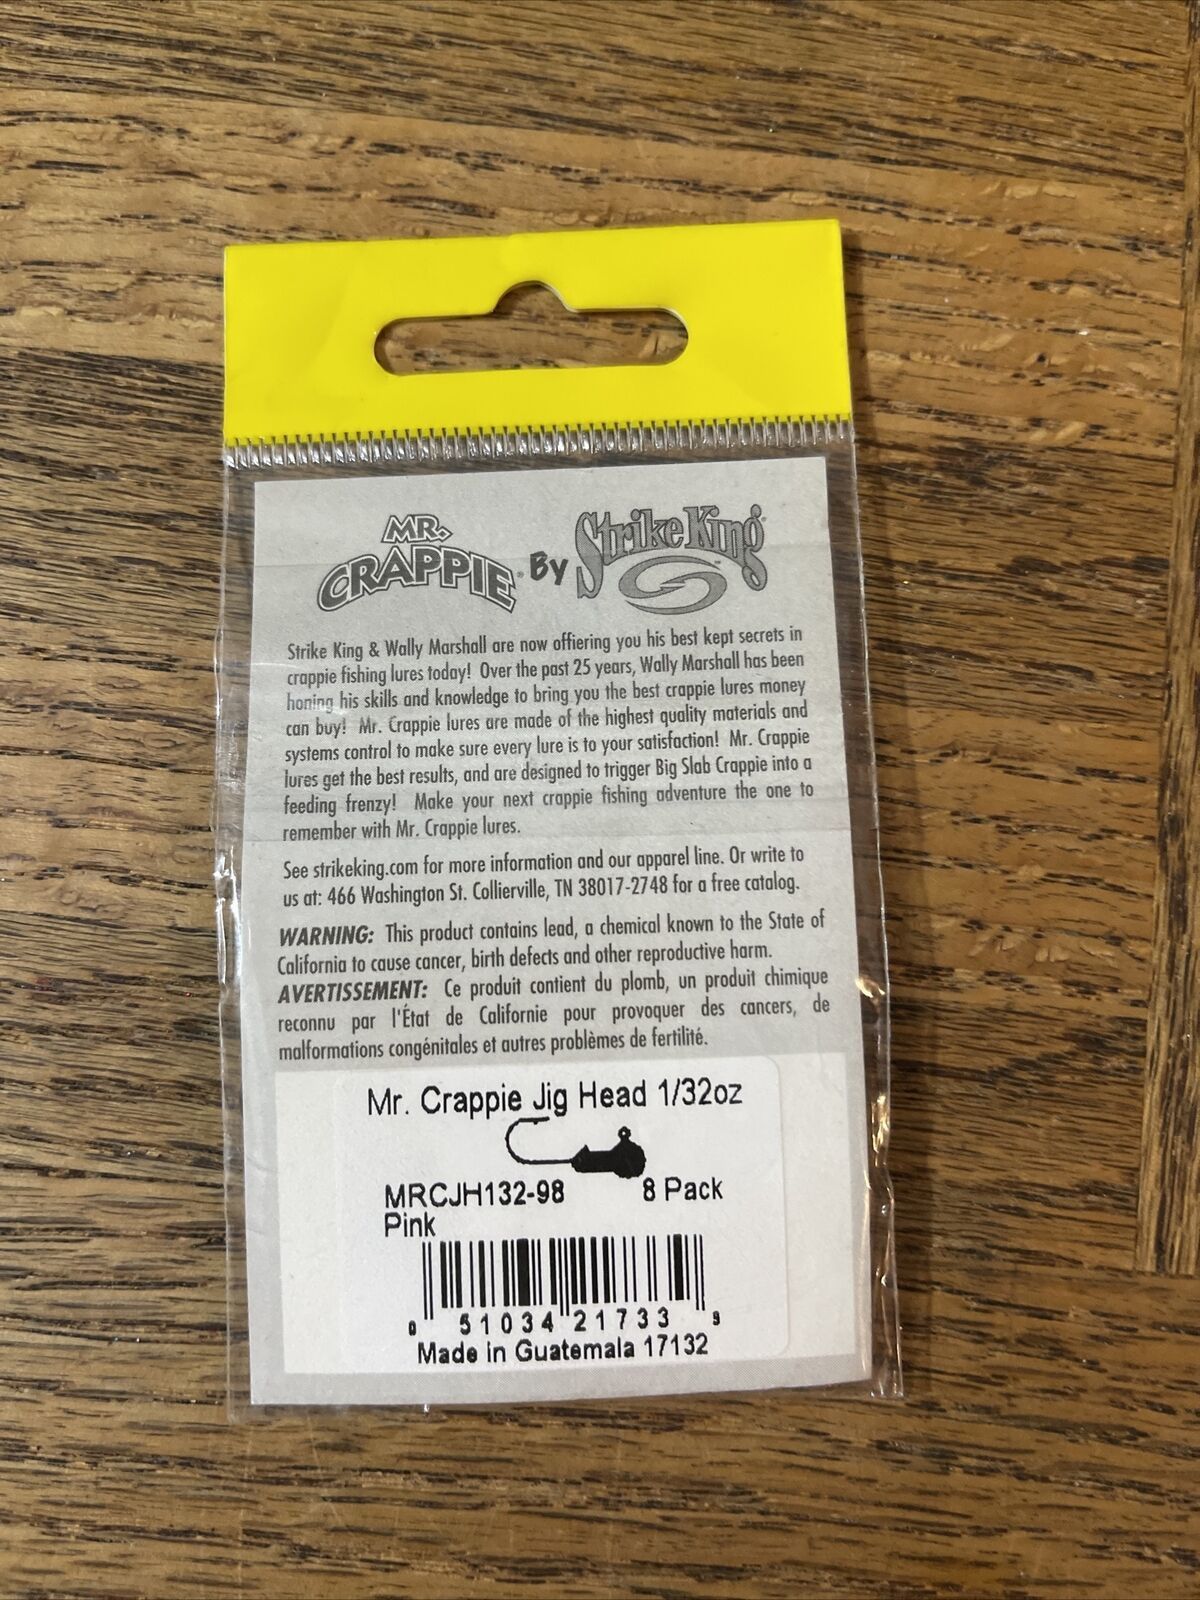 MR.
CRAPPIE® By Strike King®
Strike King & Wally Marshall are now offiering you his best kept secrets in
crappie fishing lures today! Over the past 25 years, Wally Marshall has been
honing his skills and knowledge to bring you the best crappie lures money
can buy! Mr. Crappie lures are made of the highest quality materials and
systems control to make sure every lure is to your satisfaction! Mr. Crappie
lures get the best results, and are designed to trigger Big Slab Crappie into a
feeding frenzy! Make your next crappie fishing adventure the one to
remember with Mr. Crappie lures.
See strikeking.com for more information and our apparel line. Or write to
us at: 466 Washington St. Collierville, TN 38017-2748 for a free catalog.
WARNING: This product contains lead, a chemical known to the State of
California to cause cancer, birth defects and other reproductive harm.
AVERTISSEMENT: Ce produit contient du plomb, un produit chimique
reconnu par l'État de Californie pour provoquer des cancers, de
malformations congénitales et autres problèmes de fertilité.
Mr. Crappie Jig Head 1/32oz
MRCJH132-98 8 Pack
Pink
0 51034 21733 9
Made in Guatemala 17132